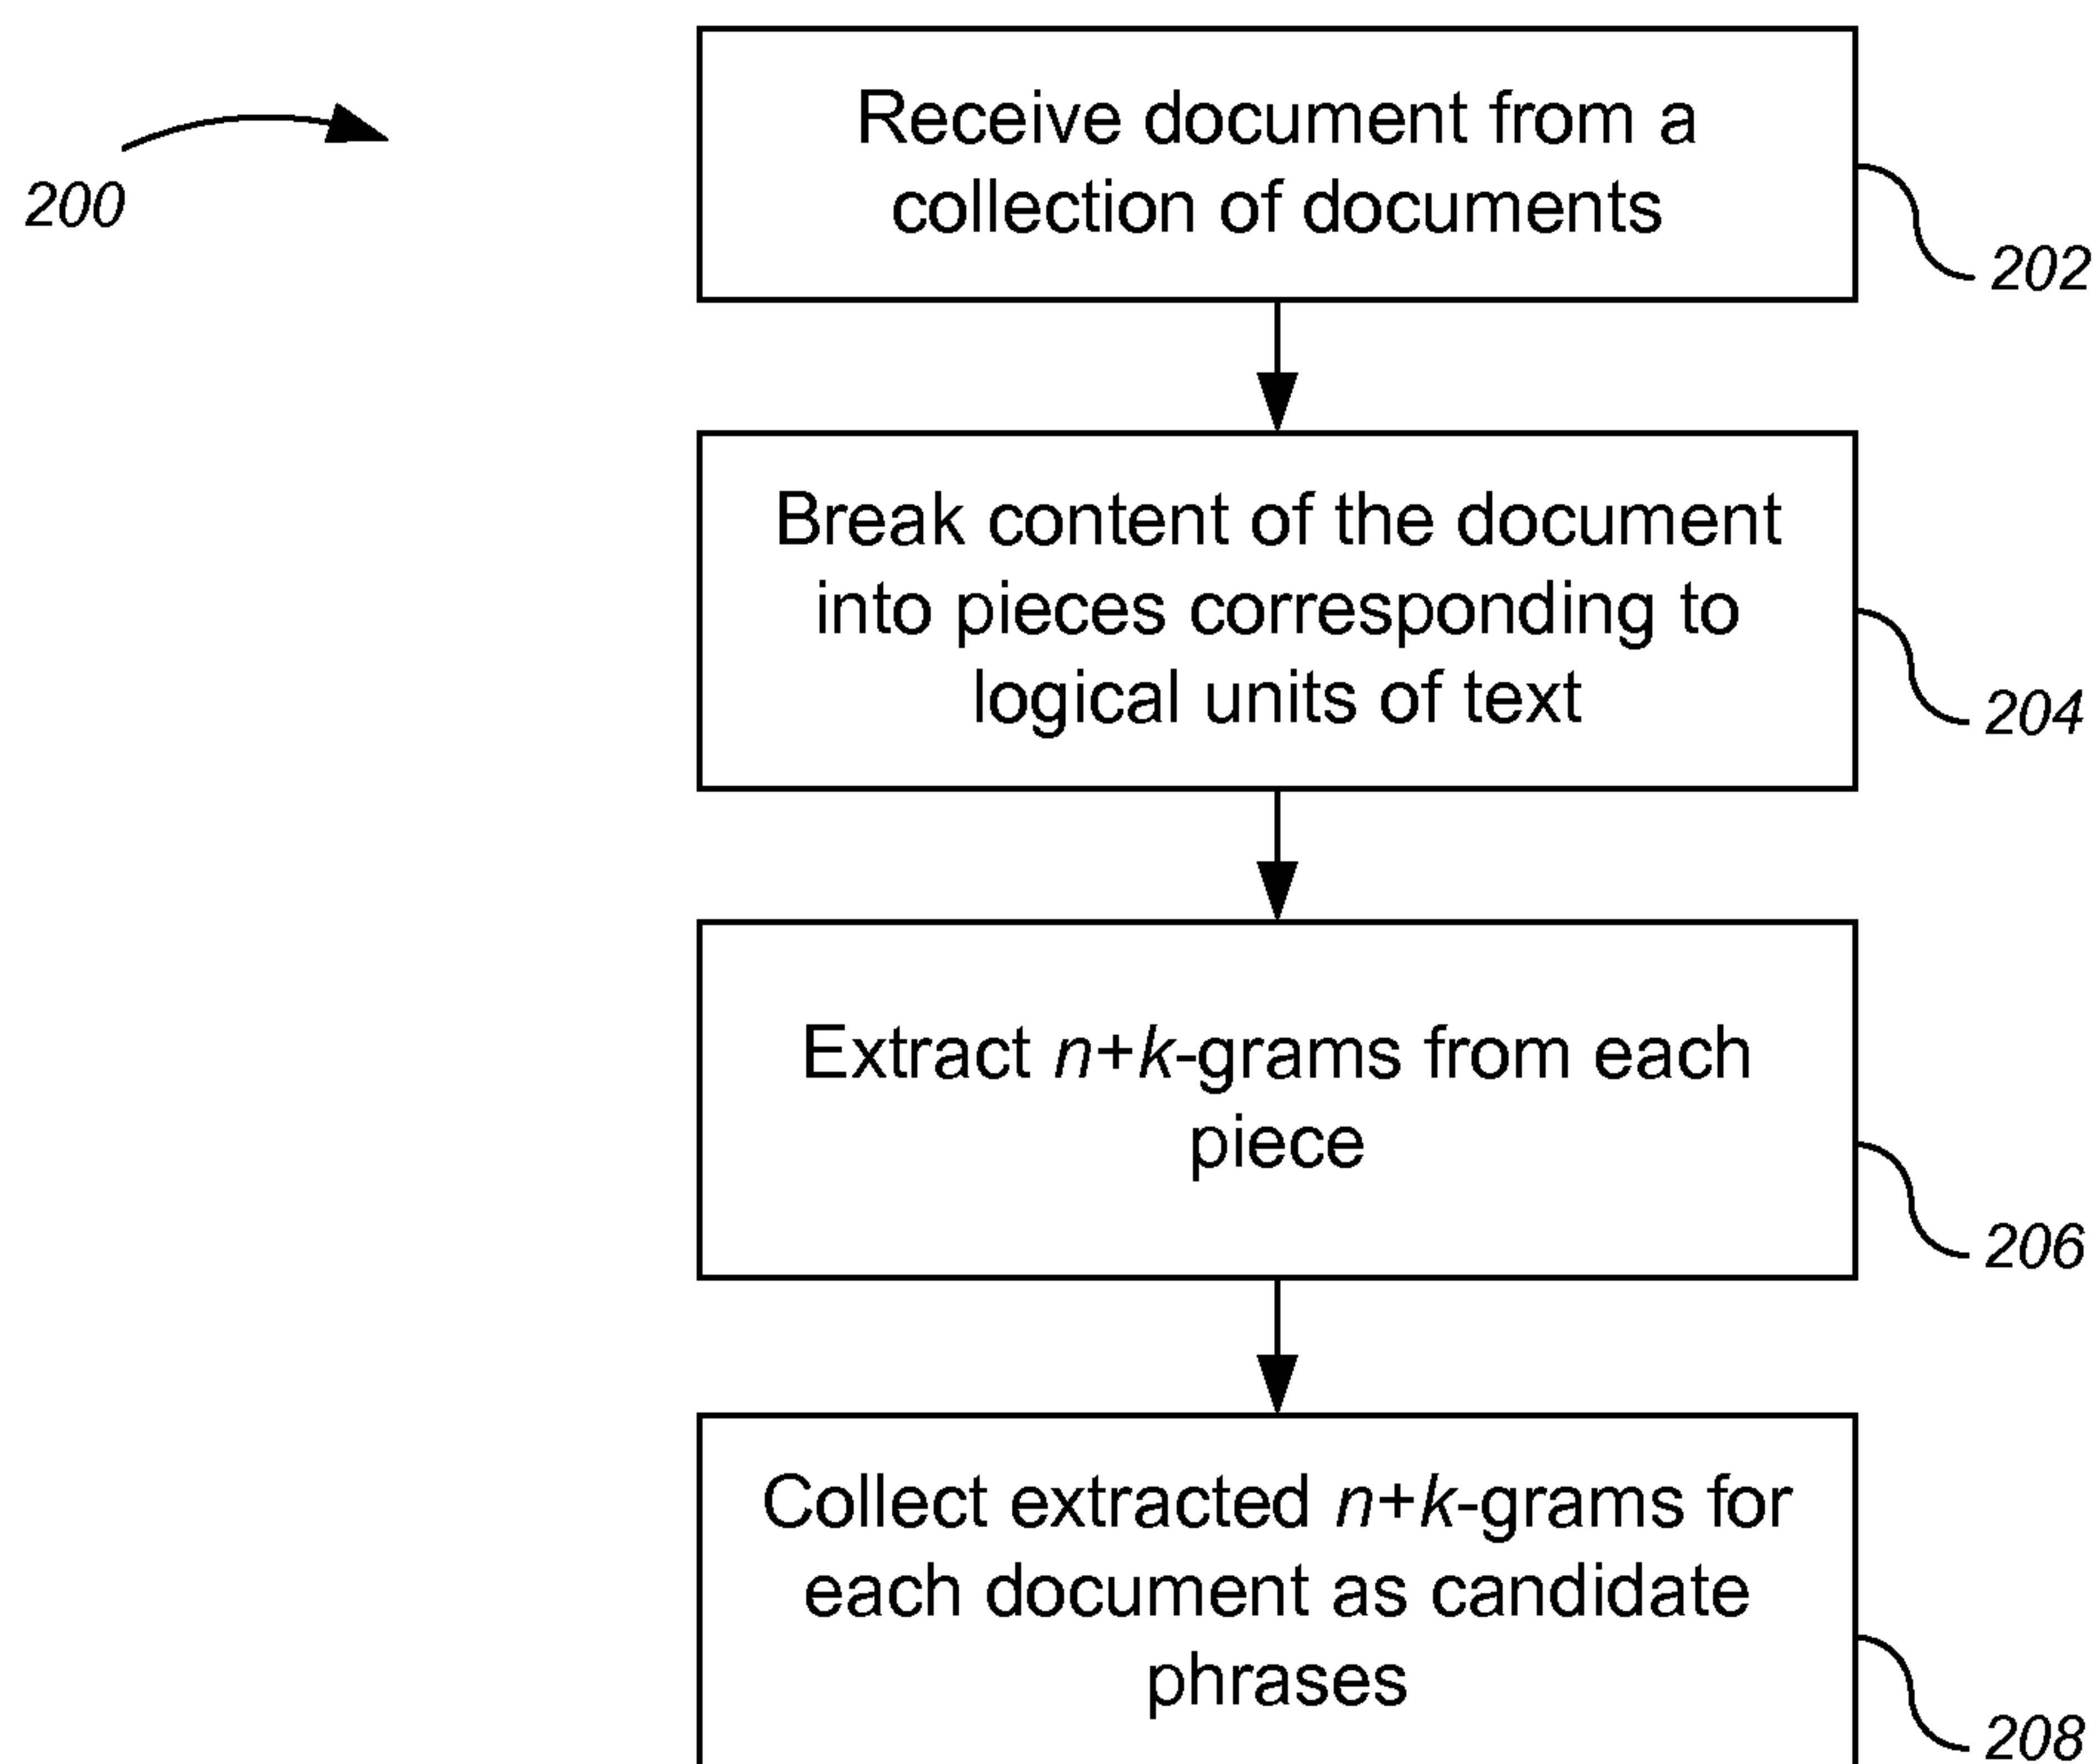 Receive document from a
collection of documents
200
202
Break content of the document
into pieces corresponding to
logical units of text
204
Extract n+k-grams from each
piece
206
Collect extracted n+k-grams for
each document as candidate
phrases
208